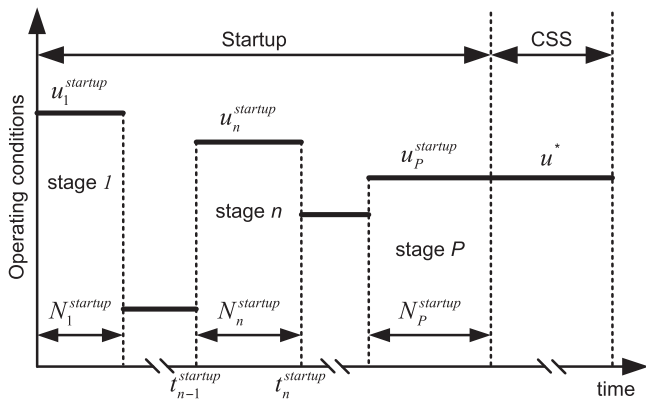 Operating conditions
Startup
CSS
u_1^{startup}
u_n^{startup}
u_P^{startup}
u^*
stage 1
stage n
stage P
N_1^{startup}
N_n^{startup}
N_P^{startup}
t_{n-1}^{startup}
t_n^{startup}
time